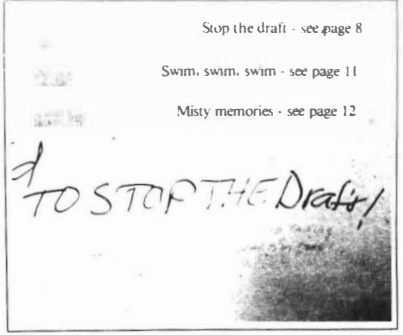 Stop the draft - see page 8
Swim, swim, swim - see page 11
Misty memories - see page 12
TO STOP THE Draft!